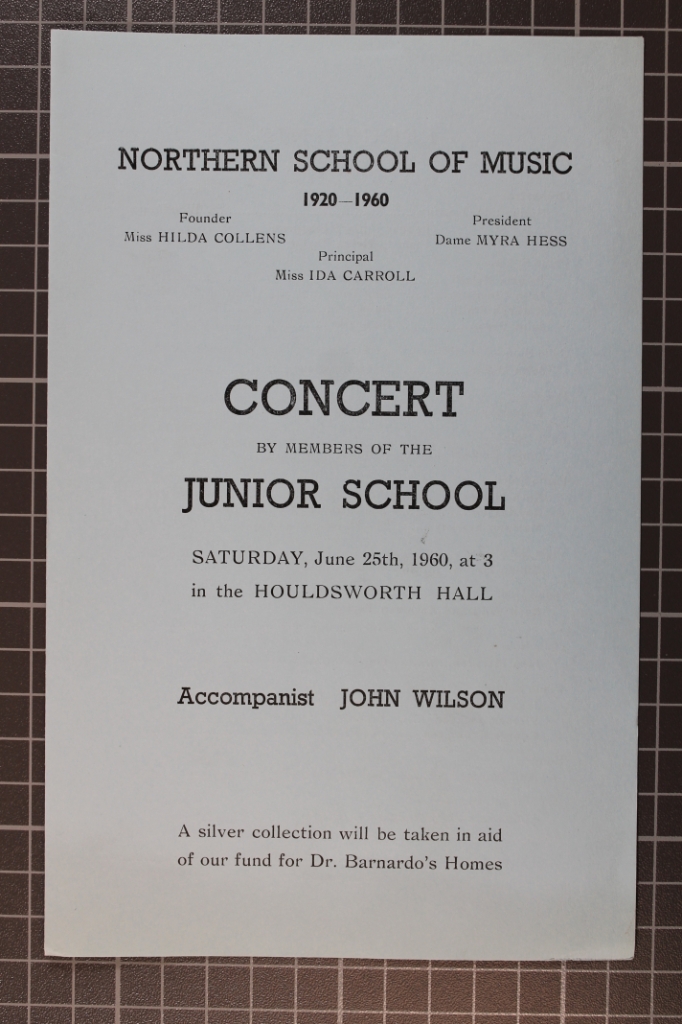 NORTHERN SCHOOL OF MUSIC
1920—1960
Founder
Miss HILDA COLLENS
President
Dame MYRA HESS
Principal
Miss IDA CARROLL
CONCERT
BY MEMBERS OF THE
JUNIOR SCHOOL
SATURDAY, June 25th, 1960, at 3
in the HOULDSWORTH HALL
Accompanist JOHN WILSON
A silver collection will be taken in aid
of our fund for Dr. Barnardo's Homes